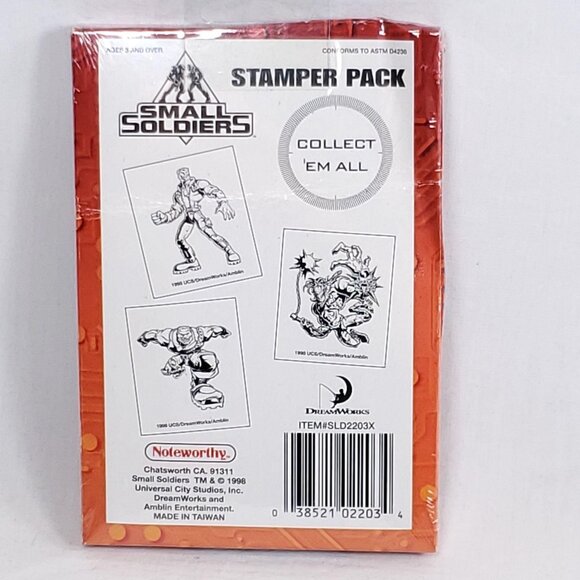 AGES 3 AND OVER
CONFORMS TO ASTM D4236
SMALL
SOLDIERS™
STAMPER PACK
COLLECT
'EM ALL
1998 UCS/DreamWorks/Amblin
1998 UCS/DreamWorks/Amblin
1998 UCS/DreamWorks/Amblin
DREAMWORKS
ITEM#SLD2203X
Noteworthy™
Chatsworth CA. 91311
Small Soldiers TM & © 1998
Universal City Studios, Inc.
DreamWorks and
Amblin Entertainment.
MADE IN TAIWAN
0 38521 02203 4